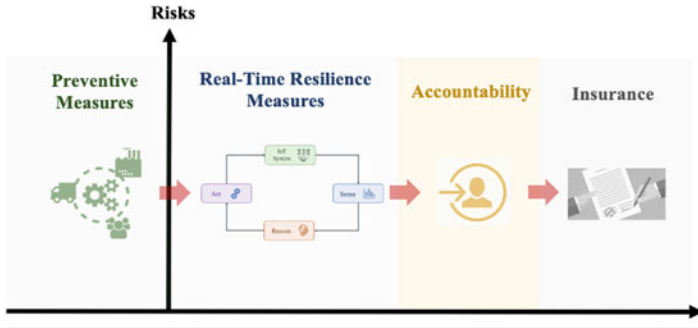 Risks
Preventive
Measures
Real-Time Resilience
Measures
Accountability
Insurance
IoT
System
Act
Sense
Reason